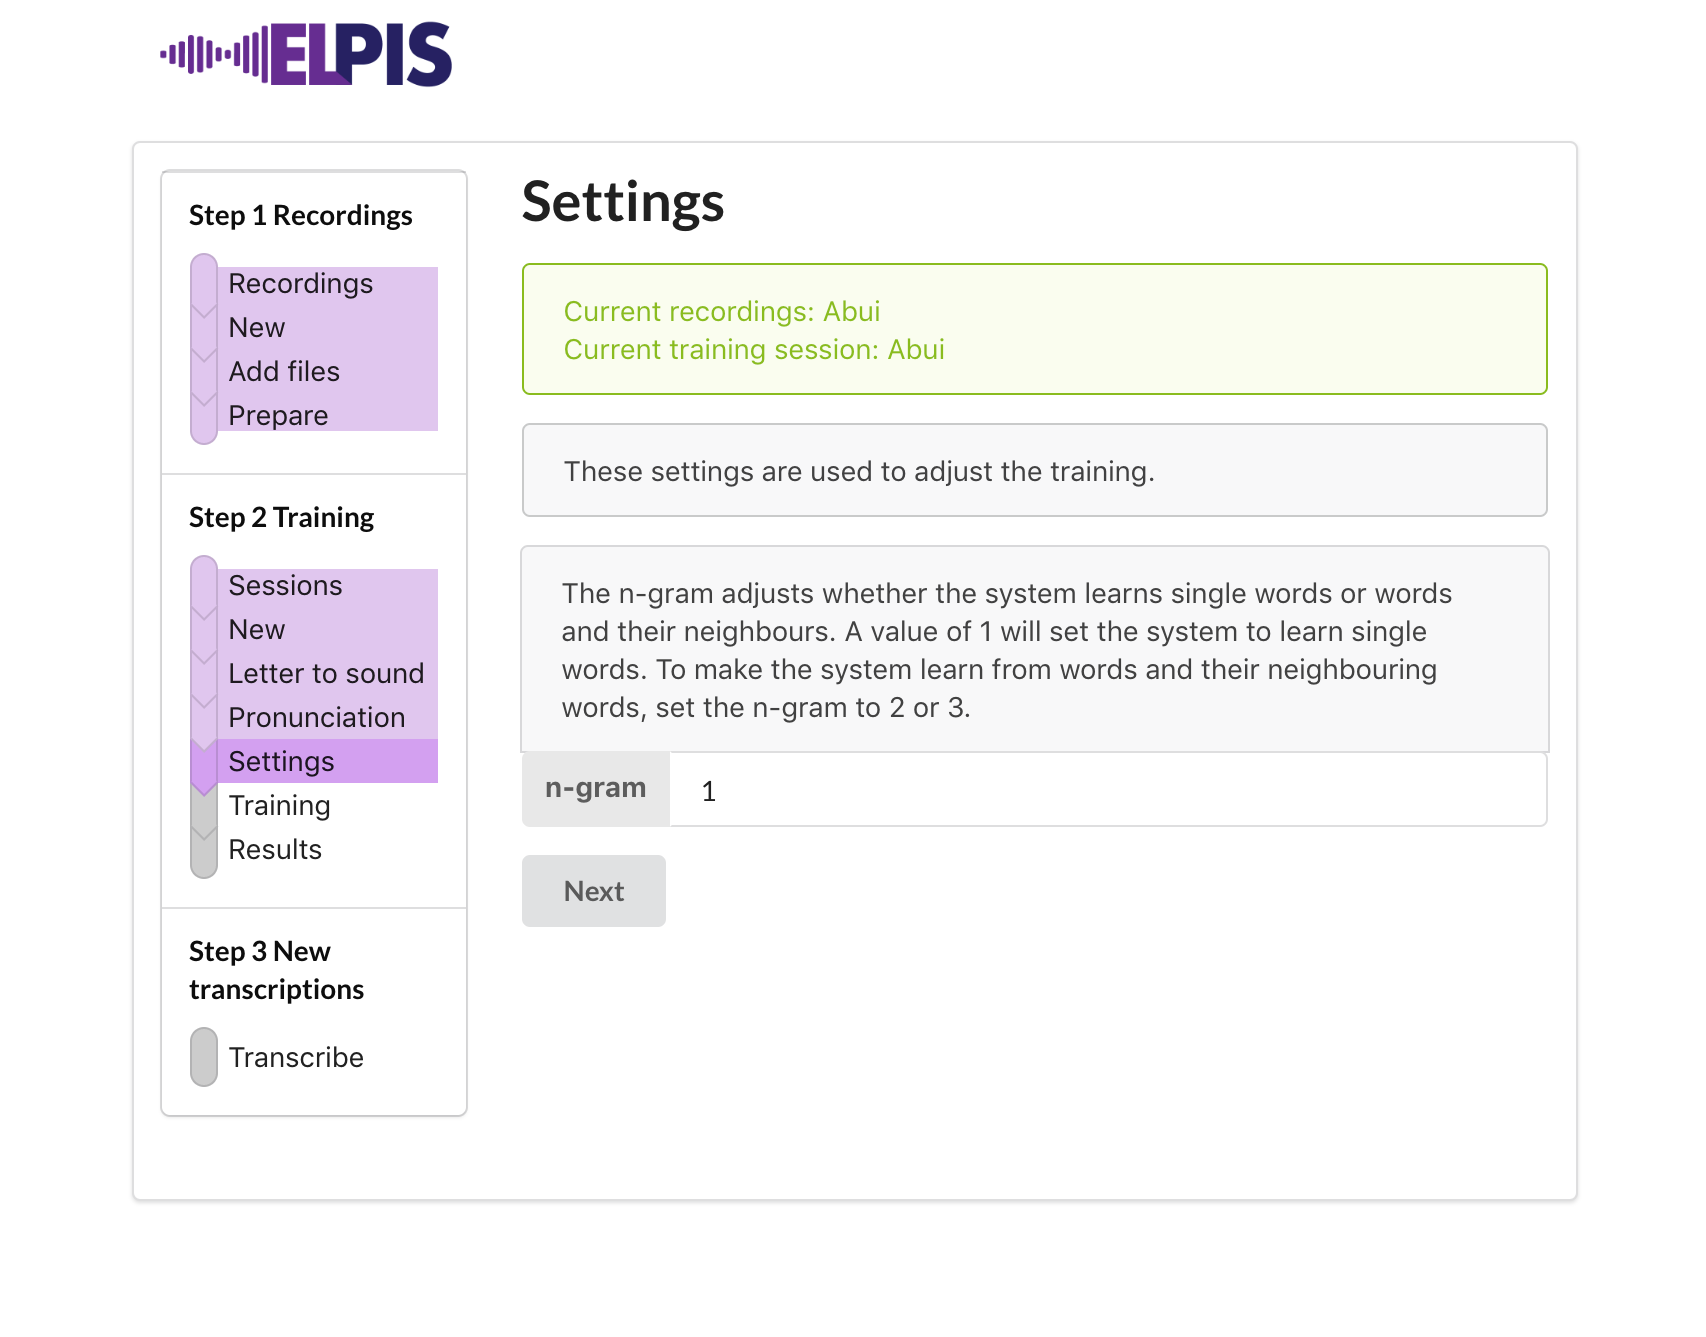 ELPIS
Step 1 Recordings
Recordings
New
Add files
Prepare
Step 2 Training
Sessions
New
Letter to sound
Pronunciation
Settings
Training
Results
Step 3 New
transcriptions
Transcribe
Settings
Current recordings: Abui
Current training session: Abui
These settings are used to adjust the training.
The n-gram adjusts whether the system learns single words or words
and their neighbours. A value of 1 will set the system to learn single
words. To make the system learn from words and their neighbouring
words, set the n-gram to 2 or 3.
n-gram 1
Next